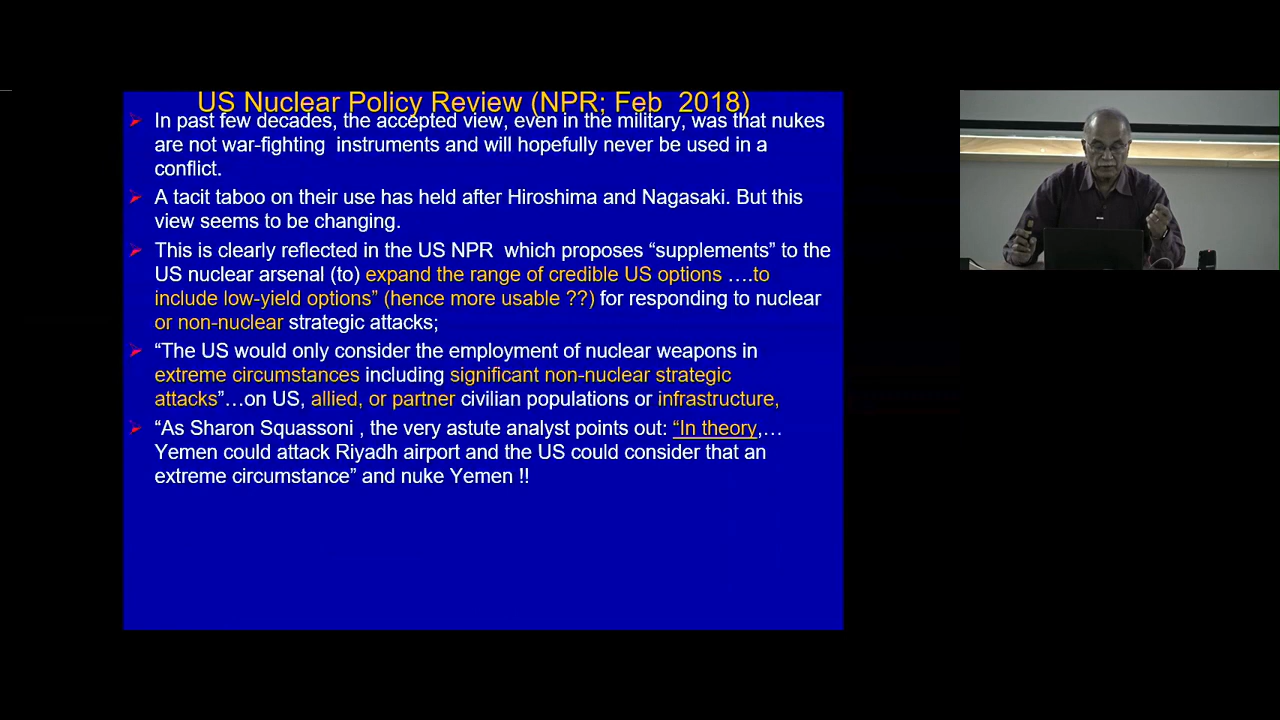 US Nuclear Policy Review (NPR; Feb 2018)
In past few decades, the accepted view, even in the military, was that nukes
are not war-fighting instruments and will hopefully never be used in a
conflict.
A tacit taboo on their use has held after Hiroshima and Nagasaki. But this
view seems to be changing.
This is clearly reflected in the US NPR which proposes “supplements” to the
US nuclear arsenal (to) expand the range of credible US options ….to
include low-yield options” (hence more usable ??) for responding to nuclear
or non-nuclear strategic attacks;
“The US would only consider the employment of nuclear weapons in
extreme circumstances including significant non-nuclear strategic
attacks”…on US, allied, or partner civilian populations or infrastructure,
“As Sharon Squassoni , the very astute analyst points out: “In theory,…
Yemen could attack Riyadh airport and the US could consider that an
extreme circumstance” and nuke Yemen !!